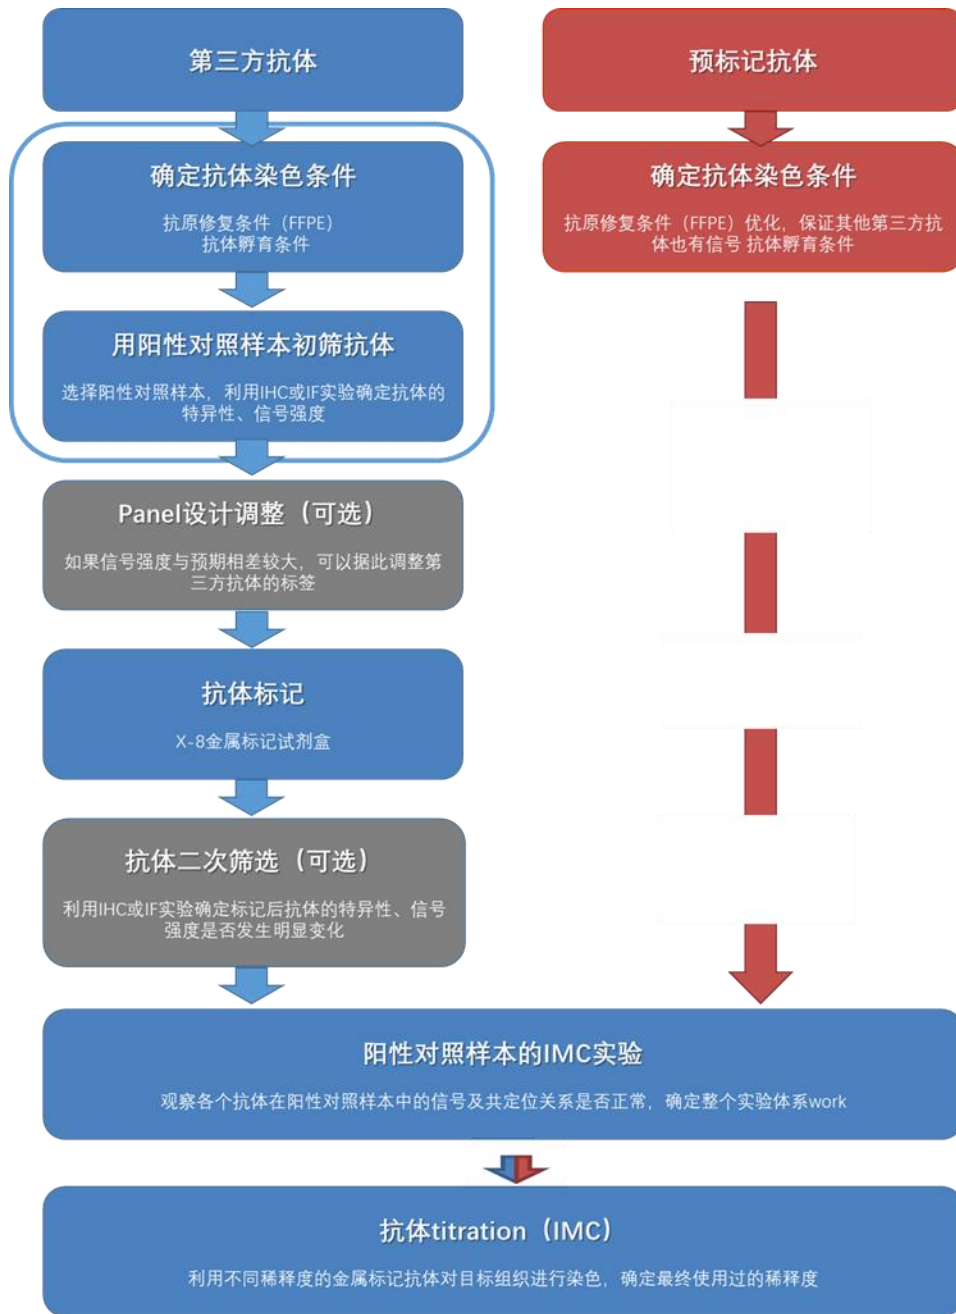 第三方抗体
预标记抗体
确定抗体染色条件
抗原修复条件（FFPE）
抗体孵育条件
确定抗体染色条件
抗原修复条件（FFPE）优化，保证其他第三方抗
体也有信号 抗体孵育条件
用阳性对照样本初筛抗体
选择阳性对照样本，利用IHC或IF实验确定抗体的
特异性、信号强度
Panel设计调整（可选）
如果信号强度与预期相差较大，可以据此调整第
三方抗体的标签
抗体标记
X-8金属标记试剂盒
抗体二次筛选（可选）
利用IHC或IF实验确定标记后抗体的特异性、信号
强度是否发生明显变化
阳性对照样本的IMC实验
观察各个抗体在阳性对照样本中的信号及共定位关系是否正常，确定整个实验体系work
抗体titration（IMC）
利用不同稀释度的金属标记抗体对目标组织进行染色，确定最终使用过的稀释度